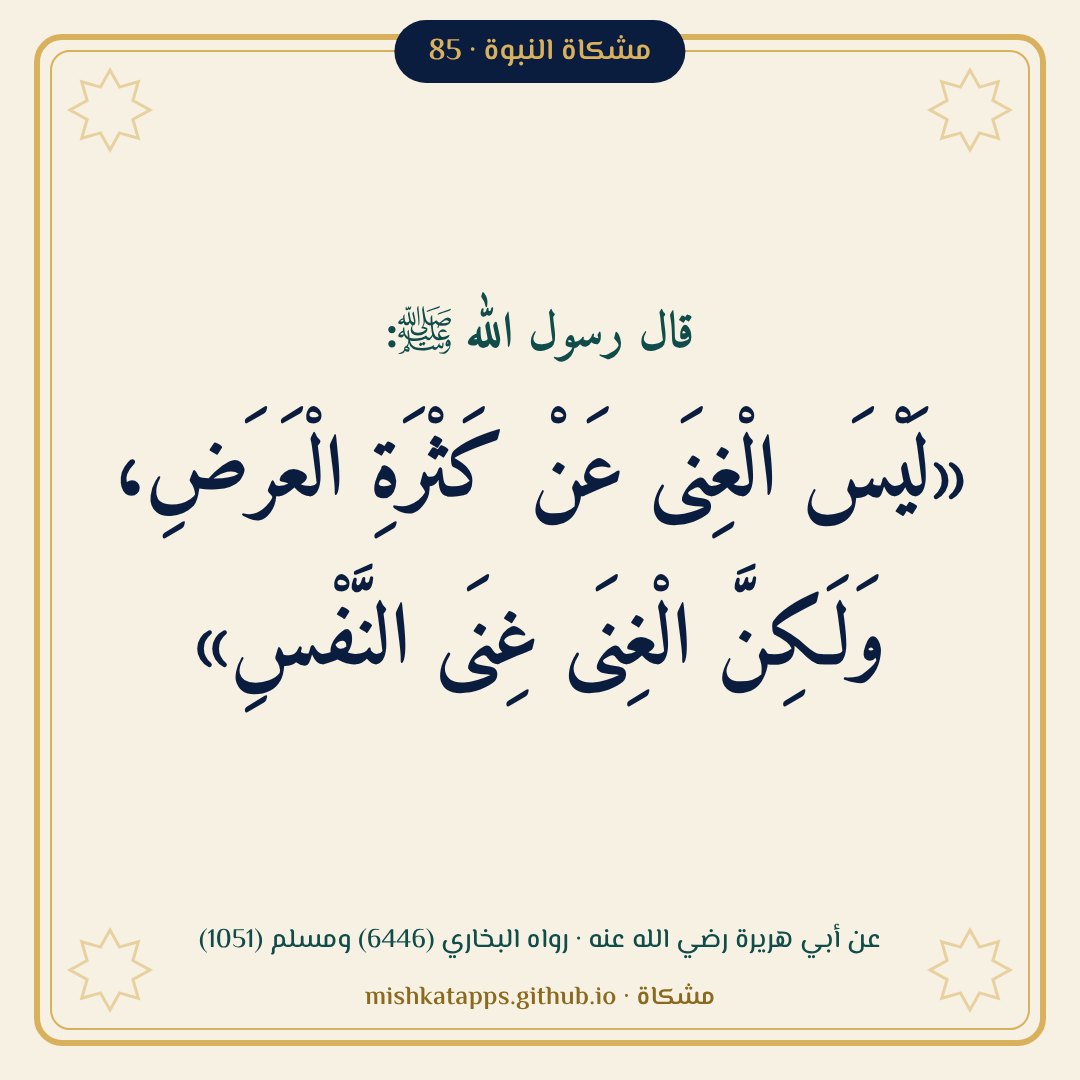 مشكاة النبوة · 85
قال رسول الله ﷺ:
«لَيْسَ الْغِنَى عَنْ كَثْرَةِ الْعَرَضِ،
وَلَكِنَّ الْغِنَى غِنَى النَّفْسِ»
عن أبي هريرة رضي الله عنه · رواه البخاري (6446) ومسلم (1051)
مشكاة · mishkatapps.github.io